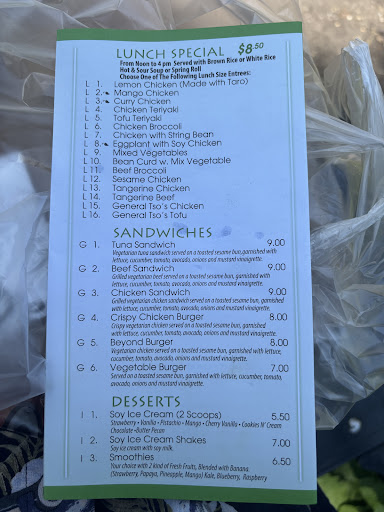 LUNCH SPECIAL $8.50
From Noon to 4 pm Served with Brown Rice or White Rice
Hot & Sour Soup or Spring Roll
Choose One of The Following Lunch Size Entrees:
L 1. Lemon Chicken (Made with Taro)
L 2. Mango Chicken
L 3. Curry Chicken
L 4. Chicken Teriyaki
L 5. Tofu Teriyaki
L 6. Chicken Broccoli
L 7. Chicken with String Bean
L 8. Eggplant with Soy Chicken
L 9. Mixed Vegetables
L 10. Bean Curd w. Mix Vegetable
L 11. Beef Broccoli
L 12. Sesame Chicken
L 13. Tangerine Chicken
L 14. Tangerine Beef
L 15. General Tso's Chicken
L 16. General Tso's Tofu
SANDWICHES
G 1. Tuna Sandwich 9.00
Vegetarian tuna sandwich served on a toasted sesame bun, garnished with
lettuce, cucumber, tomato, avocado, onions and mustard vinaigrette.
G 2. Beef Sandwich 9.00
Grilled vegetarian beef served on a toasted sesame bun, garnished with
lettuce, cucumber, tomato, avocado, onions and mustard vinaigrette.
G 3. Chicken Sandwich 9.00
Grilled vegetarian chicken sandwich served on a toasted sesame bun, garnished
with lettuce, cucumber, tomato, avocado, onions and mustard vinaigrette.
G 4. Crispy Chicken Burger 8.00
Crispy vegetarian chicken served on a toasted sesame bun, garnished
with lettuce, cucumber, tomato, avocado, onions and mustard vinaigrette.
G 5. Beyond Burger 8.00
Vegetarian chicken served on a toasted sesame bun, garnished with lettuce,
cucumber, tomato, avocado, onions and mustard vinaigrette.
G 6. Vegetable Burger 7.00
Served on a toasted sesame bun, garnished with lettuce, cucumber, tomato,
avocado, onions and mustard vinaigrette.
DESSERTS
I 1. Soy Ice Cream (2 Scoops) 5.50
Strawberry • Vanilla • Pistachio • Mango • Cherry Vanilla • Cookies N' Cream
Chocolate •Butter Pecan
I 2. Soy Ice Cream Shakes 7.00
Soy ice cream with soy milk.
I 3. Smoothies 6.50
Your choice with 2 kind of Fresh Fruits, Blended with Banana.
(Strawberry, Papaya, Pineapple, Mango) Kale, Blueberry, Raspberry